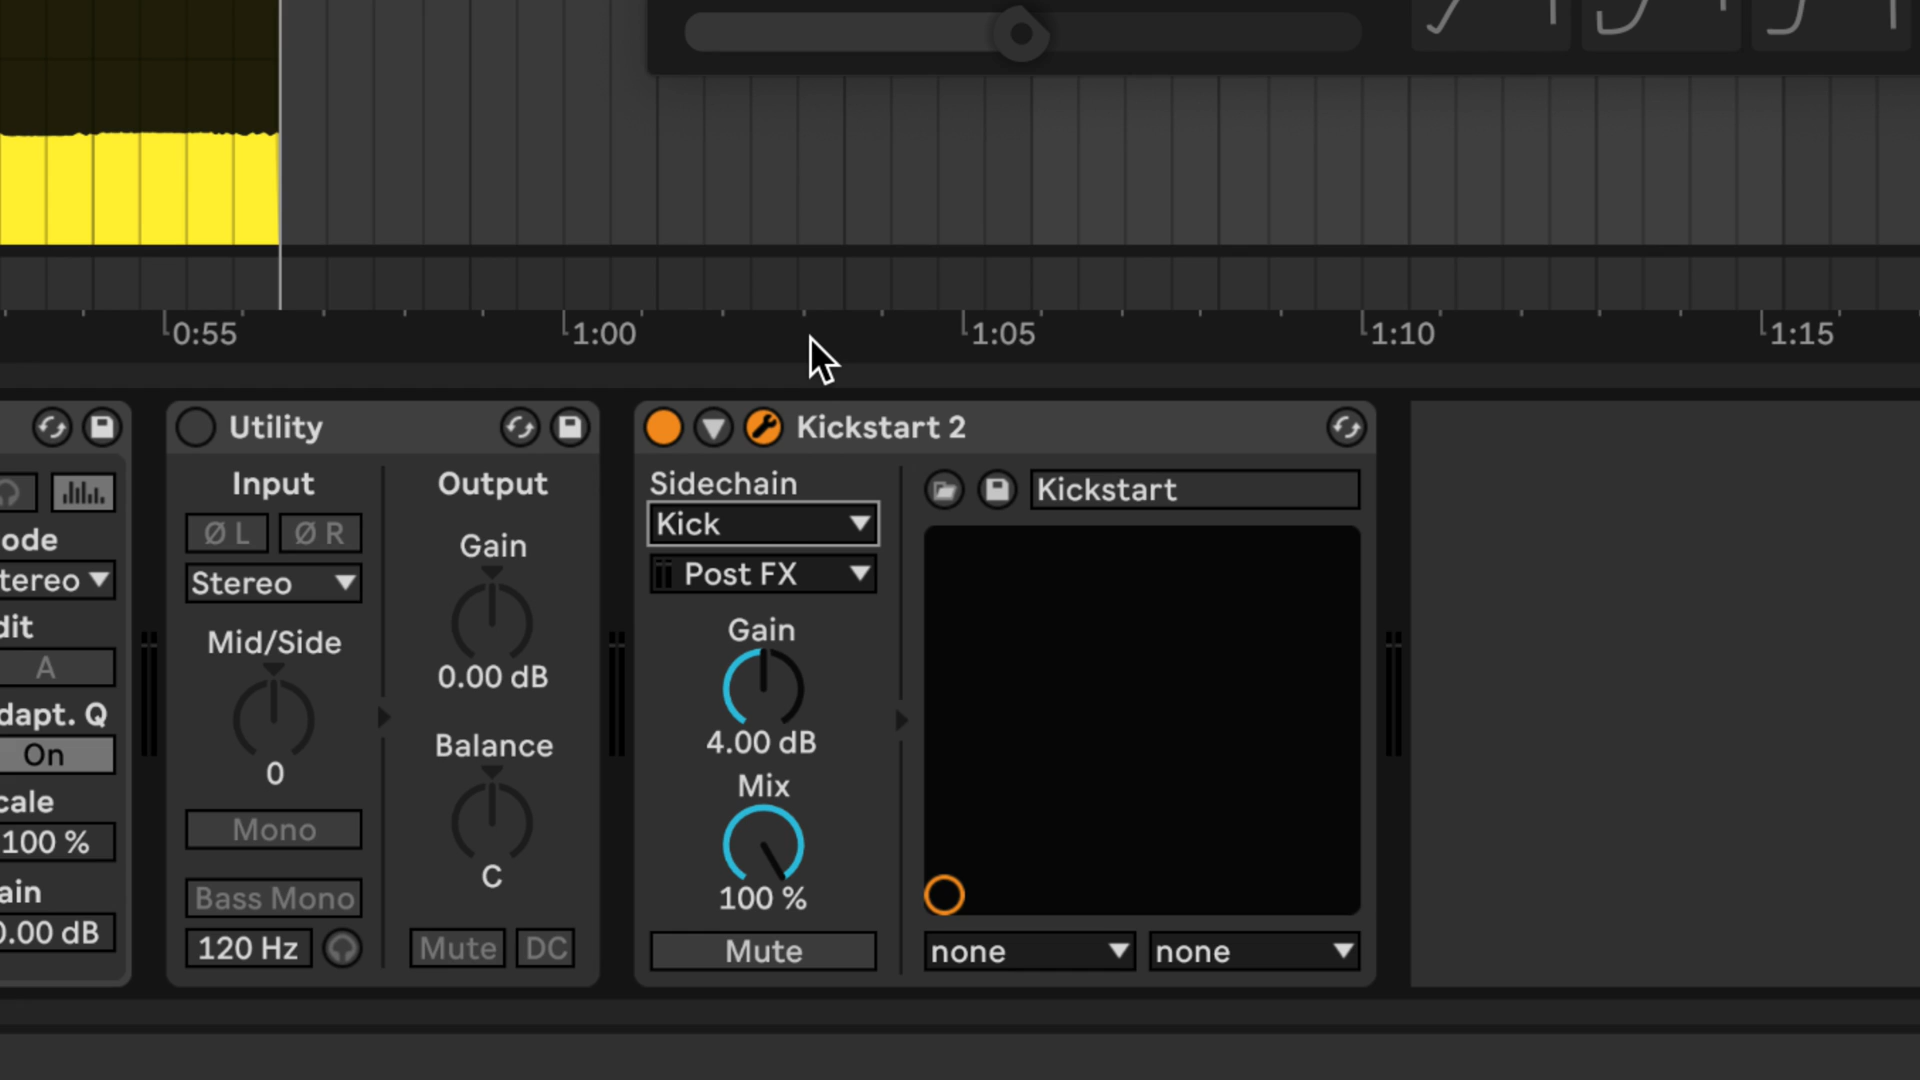 0:55
1:00
1:05
1:10
1:15
Utility
Input
Output
Ø L
Ø R
Gain
Stereo
Mid/Side
0.00 dB
Balance
0
Mono
C
Bass Mono
120 Hz
Mute
DC
ode
tereo
dit
A
dapt. Q
On
cale
100 %
ain
0.00 dB
Kickstart 2
Sidechain
Kick
Post FX
Gain
4.00 dB
Mix
100 %
Mute
Kickstart
none
none